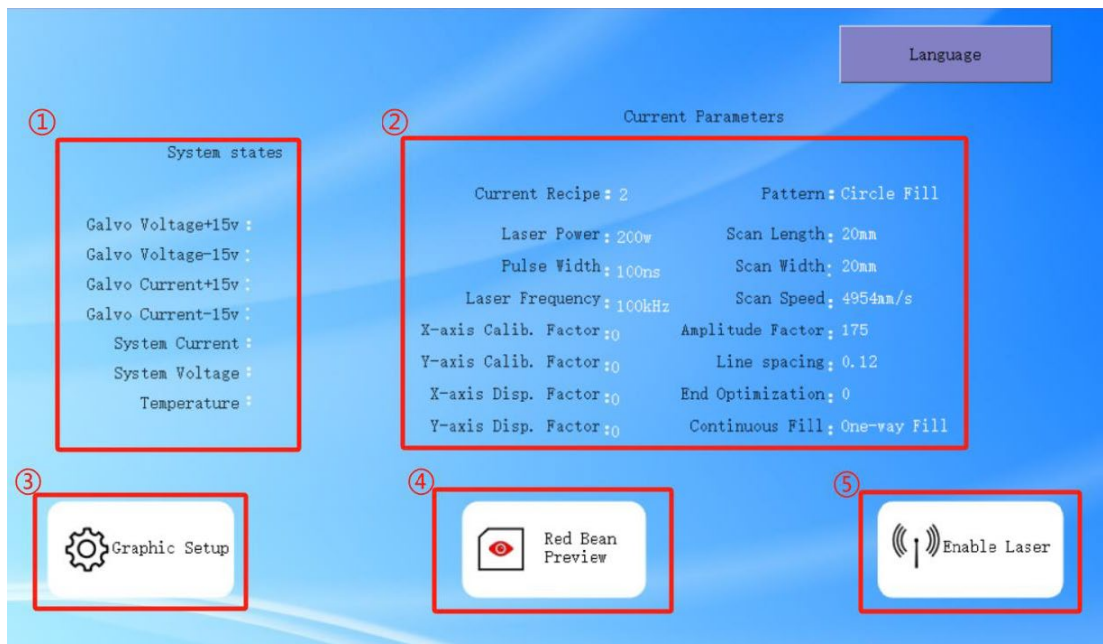 Language
①
System states
Galvo Voltage+15v:
Galvo Voltage-15v:
Galvo Current+15v:
Galvo Current-15v:
System Current:
System Voltage:
Temperature:
②
Current Parameters
Current Recipe: 2 Pattern: Circle Fill
Laser Power: 200w Scan Length: 20mm
Pulse Width: 100ns Scan Width: 20mm
Laser Frequency: 100kHz Scan Speed: 4954mm/s
X-axis Calib. Factor:0 Amplitude Factor: 175
Y-axis Calib. Factor:0 Line spacing: 0.12
X-axis Disp. Factor:0 End Optimization: 0
Y-axis Disp. Factor:0 Continuous Fill: One-way Fill
③
Graphic Setup
④
Red Bean
Preview
⑤
Enable Laser